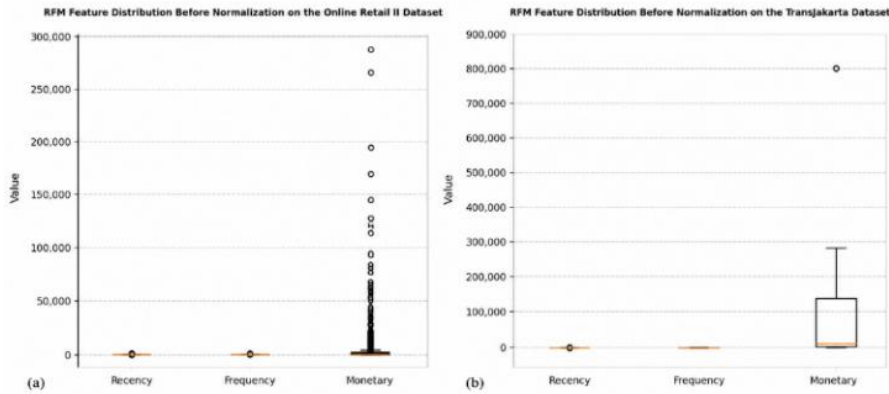 RFM Feature Distribution Before Normalization on the Online Retail II Dataset
300,000
250,000
200,000
150,000
100,000
50,000
0
Value
Recency
Frequency
Monetary
(a)
RFM Feature Distribution Before Normalization on the TransJakarta Dataset
900,000
800,000
700,000
600,000
500,000
400,000
300,000
200,000
100,000
0
Value
Recency
Frequency
Monetary
(b)